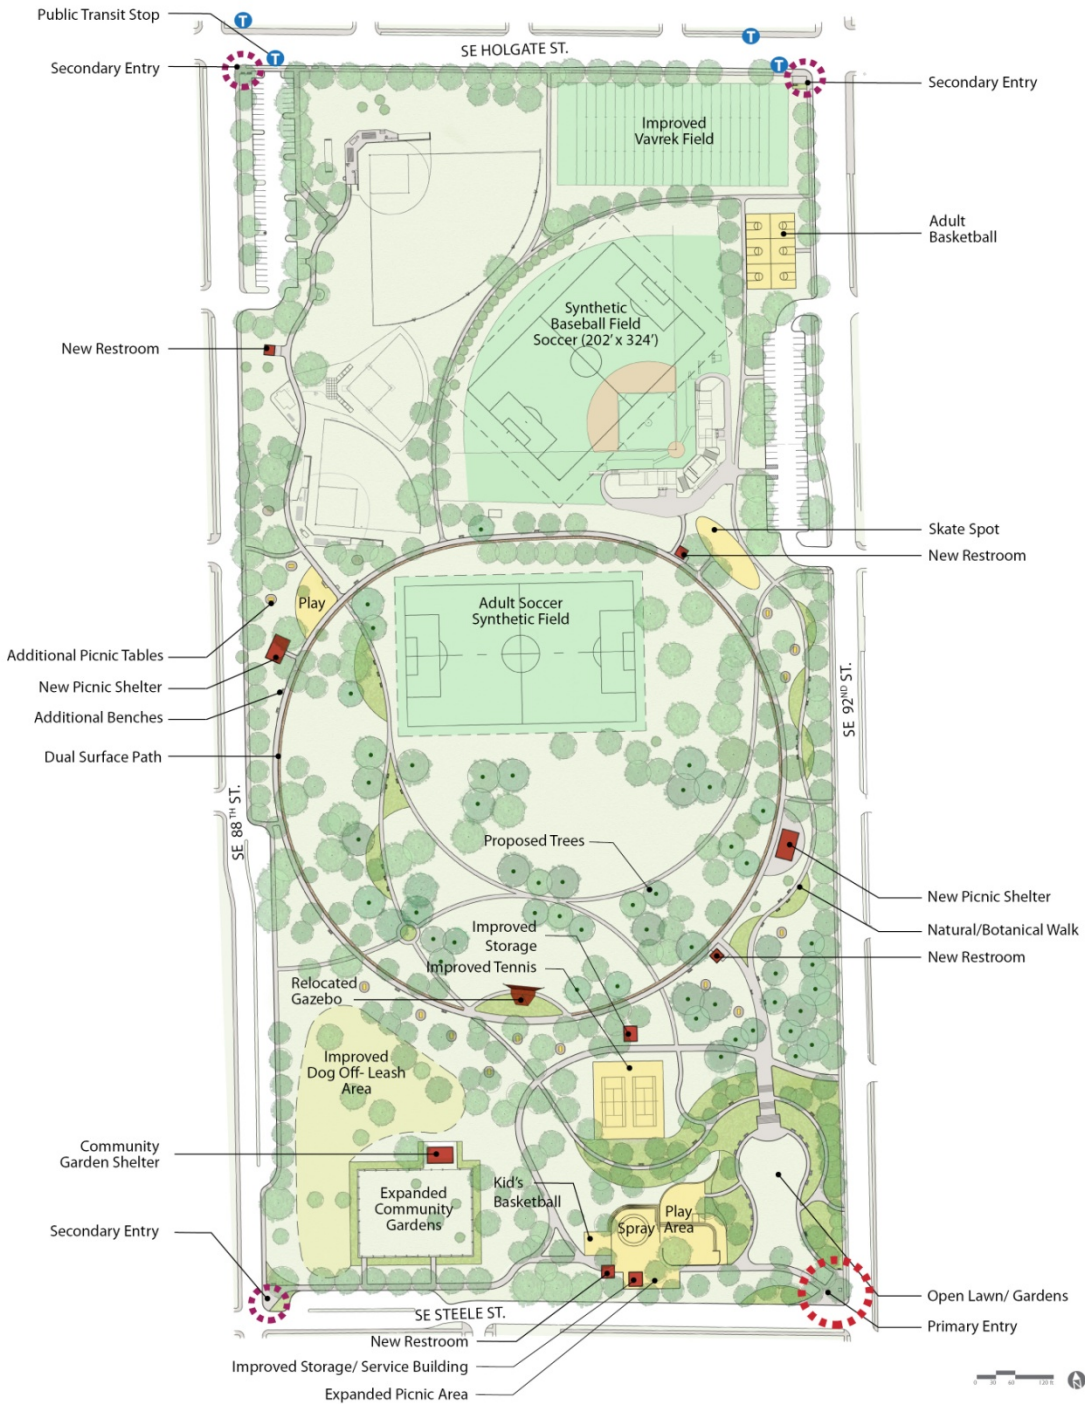 Public Transit Stop
T
T
T
T
SE HOLGATE ST.
Secondary Entry
Secondary Entry
Improved
Vavrek Field
Adult
Basketball
Synthetic
Baseball Field
Soccer (202' x 324')
New Restroom
Skate Spot
New Restroom
Play
Adult Soccer
Synthetic Field
Additional Picnic Tables
New Picnic Shelter
Additional Benches
Dual Surface Path
SE 92ND ST.
SE 88TH ST.
Proposed Trees
New Picnic Shelter
Natural/Botanical Walk
New Restroom
Improved
Storage
Improved Tennis
Relocated
Gazebo
Improved
Dog Off- Leash
Area
Community
Garden Shelter
Expanded
Community
Gardens
Kid's
Basketball
Spray
Play
Area
Secondary Entry
Open Lawn/ Gardens
Primary Entry
SE STEELE ST.
New Restroom
Improved Storage/ Service Building
Expanded Picnic Area
0 30 60 120 ft
N